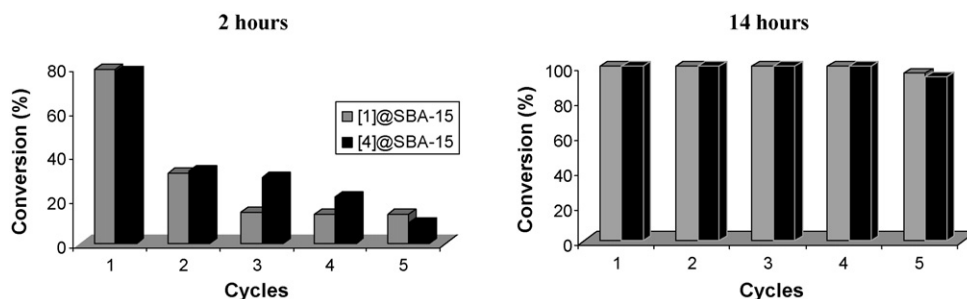 2 hours
80
60
40
20
0
Conversion (%)
[1]@SBA-15
[4]@SBA-15
1 2 3 4 5
Cycles
14 hours
100
80
60
40
20
0
Conversion (%)
1 2 3 4 5
Cycles